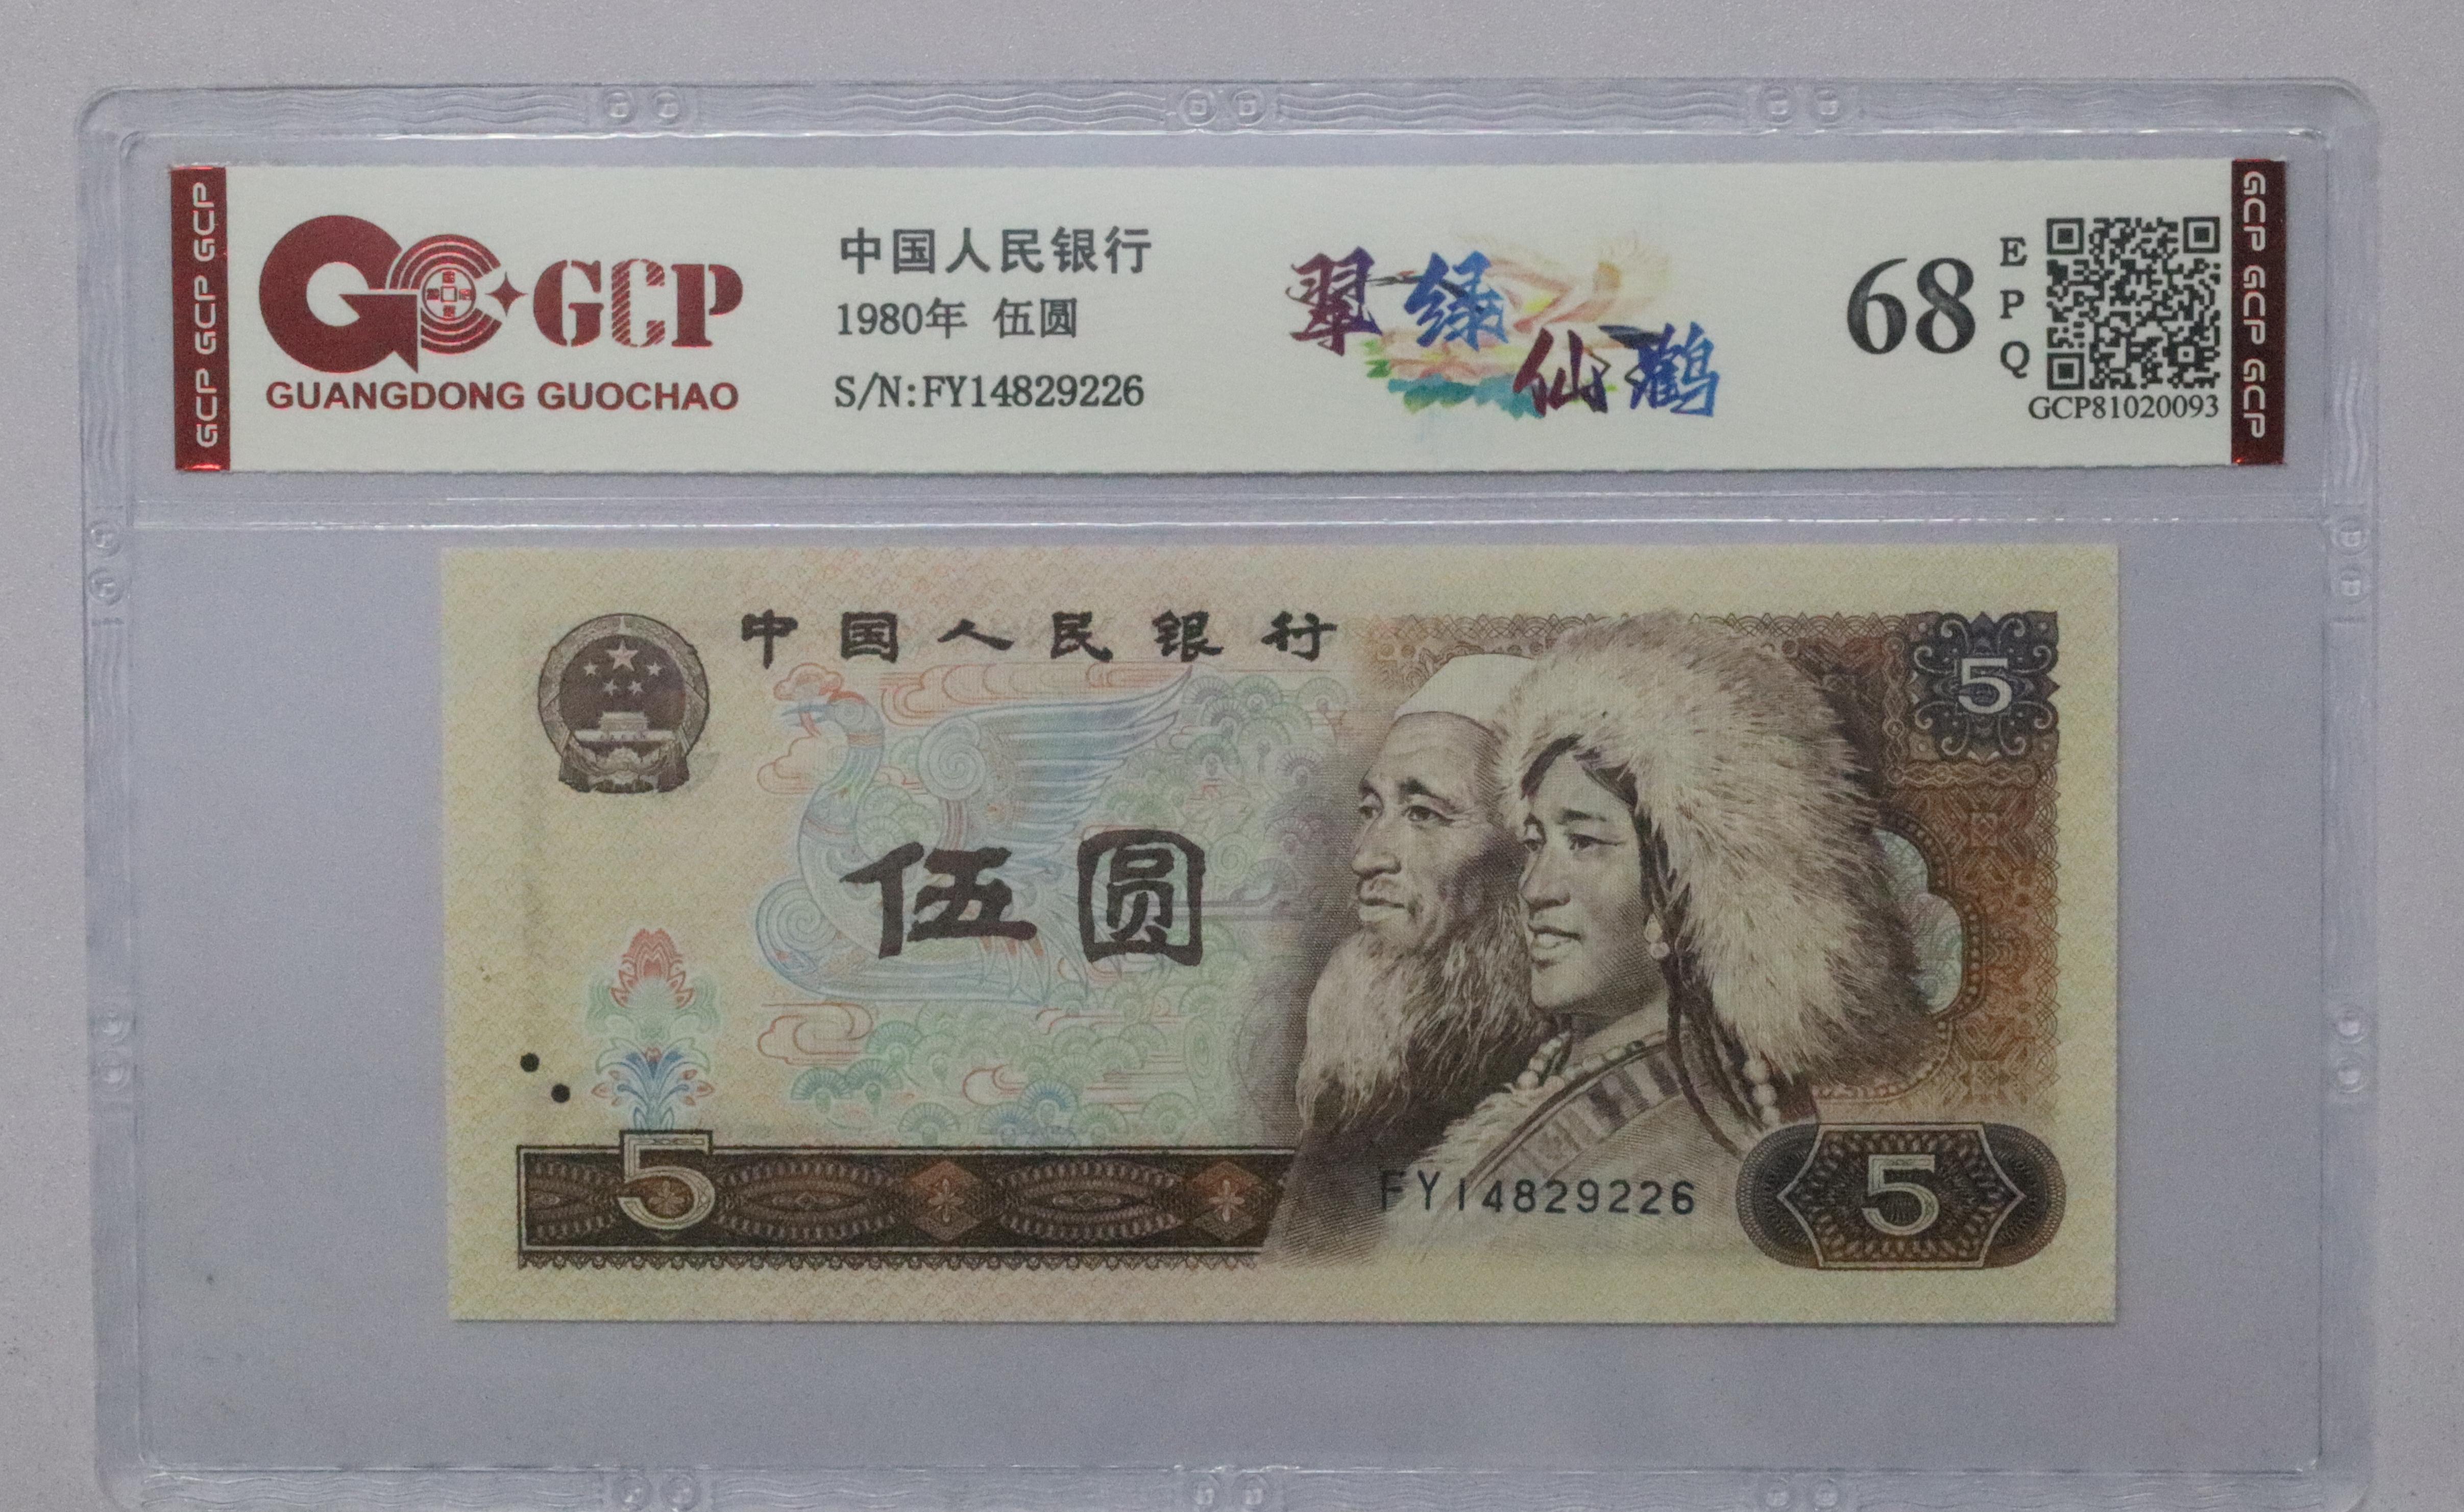 GCP GCP GCP
GCP
GUANGDONG GUOCHAO
中国人民银行
1980年 伍圆
S/N:FY14829226
翠绿
仙鹤
68
E
P
Q
GCP81020093
GCP GCP GCP
中国人民银行
5
伍圆
5
FY14829226
5